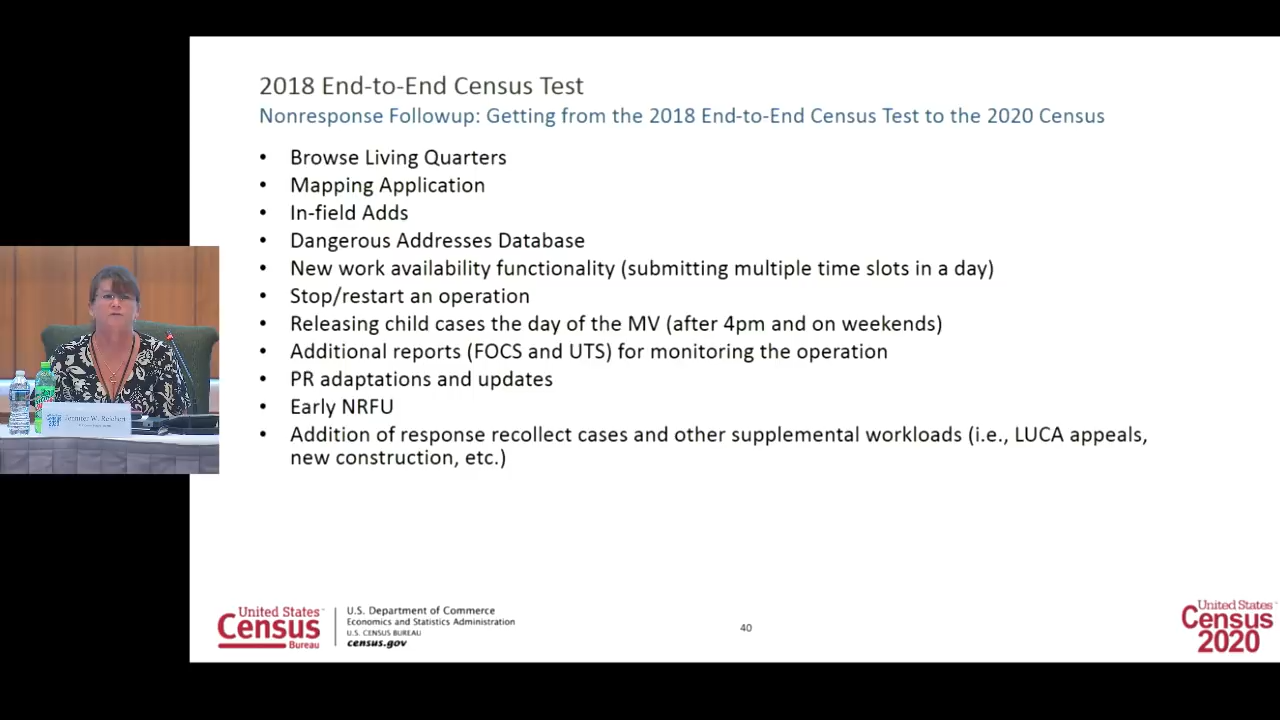 2018 End-to-End Census Test
Nonresponse Followup: Getting from the 2018 End-to-End Census Test to the 2020 Census
• Browse Living Quarters
• Mapping Application
• In-field Adds
• Dangerous Addresses Database
• New work availability functionality (submitting multiple time slots in a day)
• Stop/restart an operation
• Releasing child cases the day of the MV (after 4pm and on weekends)
• Additional reports (FOCS and UTS) for monitoring the operation
• PR adaptations and updates
• Early NRFU
• Addition of response recollect cases and other supplemental workloads (i.e., LUCA appeals,
new construction, etc.)
Jennifer W. Reichert
United States™
Census
Bureau
U.S. Department of Commerce
Economics and Statistics Administration
U.S. CENSUS BUREAU
census.gov
40
United States™
Census
2020